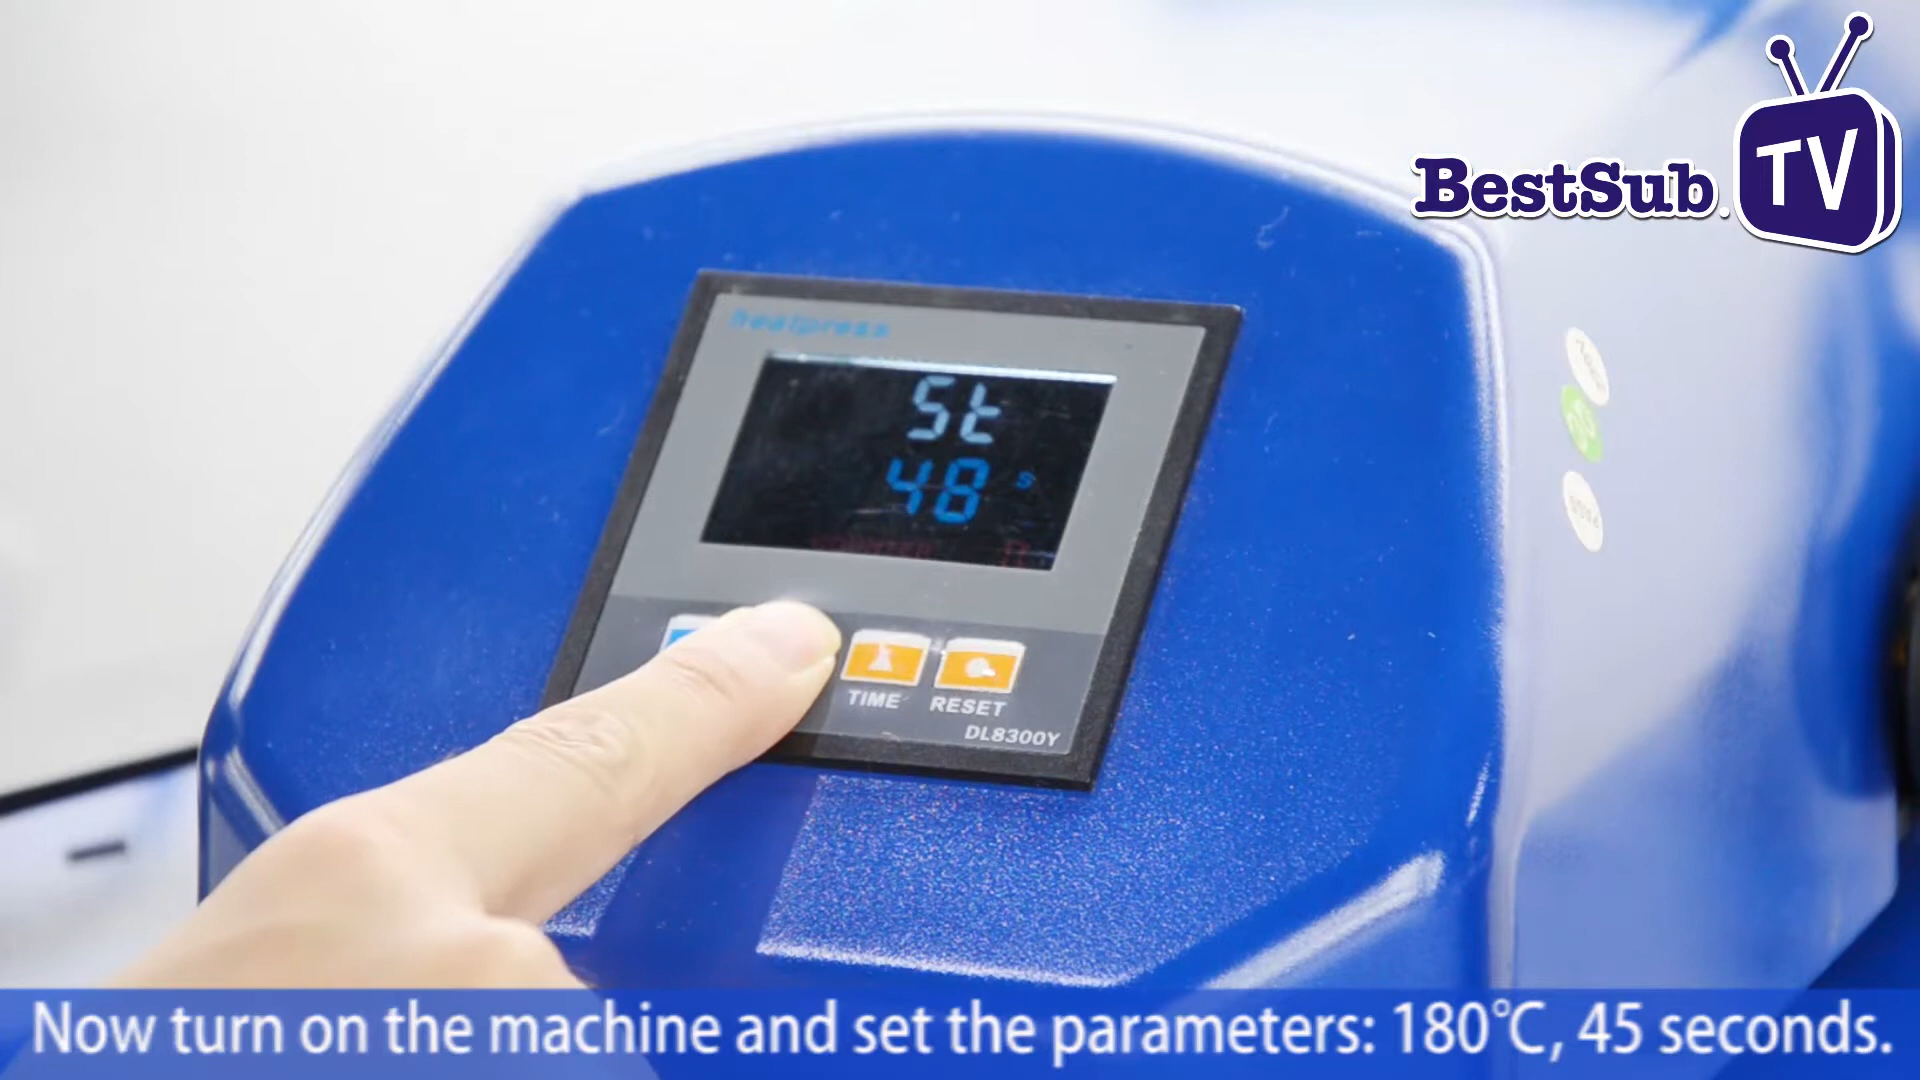 BestSub.
TV
heatpress
St
48 s
TIME
RESET
DL8300Y
Now turn on the machine and set the parameters: 180℃, 45 seconds.